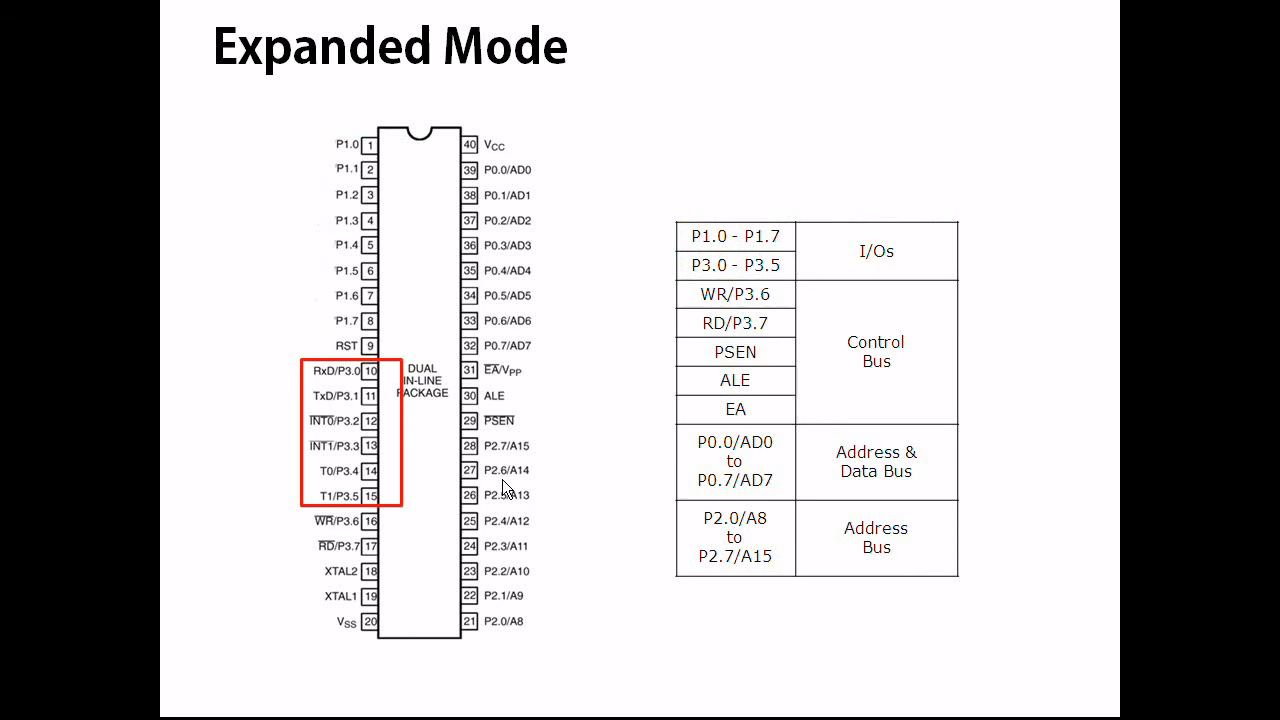 Expanded Mode
P1.0 1
P1.1 2
P1.2 3
P1.3 4
P1.4 5
P1.5 6
P1.6 7
P1.7 8
RST 9
RxD/P3.0 10
TxD/P3.1 11
INT0/P3.2 12
INT1/P3.3 13
T0/P3.4 14
T1/P3.5 15
WR/P3.6 16
RD/P3.7 17
XTAL2 18
XTAL1 19
VSS 20
DUAL
IN-LINE
PACKAGE
40 VCC
39 P0.0/AD0
38 P0.1/AD1
37 P0.2/AD2
36 P0.3/AD3
35 P0.4/AD4
34 P0.5/AD5
33 P0.6/AD6
32 P0.7/AD7
31 EA/VPP
30 ALE
29 PSEN
28 P2.7/A15
27 P2.6/A14
26 P2.5/A13
25 P2.4/A12
24 P2.3/A11
23 P2.2/A10
22 P2.1/A9
21 P2.0/A8
P1.0 - P1.7
P3.0 - P3.5
I/Os
WR/P3.6
RD/P3.7
PSEN
ALE
EA
Control
Bus
P0.0/AD0
to
P0.7/AD7
Address &
Data Bus
P2.0/A8
to
P2.7/A15
Address
Bus